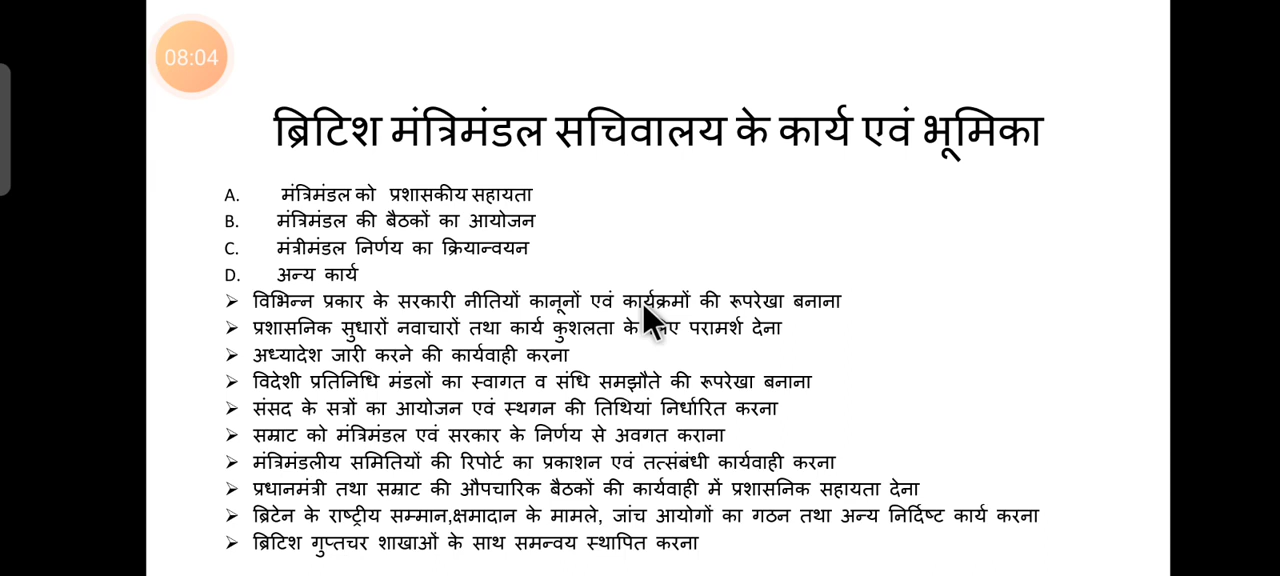 08:04
ब्रिटिश मंत्रिमंडल सचिवालय के कार्य एवं भूमिका
A. मंत्रिमंडल को प्रशासकीय सहायता
B. मंत्रिमंडल की बैठकों का आयोजन
C. मंत्रीमंडल निर्णय का क्रियान्वयन
D. अन्य कार्य
➢ विभिन्न प्रकार के सरकारी नीतियों कानूनों एवं कार्यक्रमों की रूपरेखा बनाना
➢ प्रशासनिक सुधारों नवाचारों तथा कार्य कुशलता के परामर्श देना
➢ अध्यादेश जारी करने की कार्यवाही करना
➢ विदेशी प्रतिनिधि मंडलों का स्वागत व संधि समझौते की रूपरेखा बनाना
➢ संसद के सत्रों का आयोजन एवं स्थगन की तिथियां निर्धारित करना
➢ सम्राट को मंत्रिमंडल एवं सरकार के निर्णय से अवगत कराना
➢ मंत्रिमंडलीय समितियों की रिपोर्ट का प्रकाशन एवं तत्संबंधी कार्यवाही करना
➢ प्रधानमंत्री तथा सम्राट की औपचारिक बैठकों की कार्यवाही में प्रशासनिक सहायता देना
➢ ब्रिटेन के राष्ट्रीय सम्मान,क्षमादान के मामले, जांच आयोगों का गठन तथा अन्य निर्दिष्ट कार्य करना
➢ ब्रिटिश गुप्तचर शाखाओं के साथ समन्वय स्थापित करना